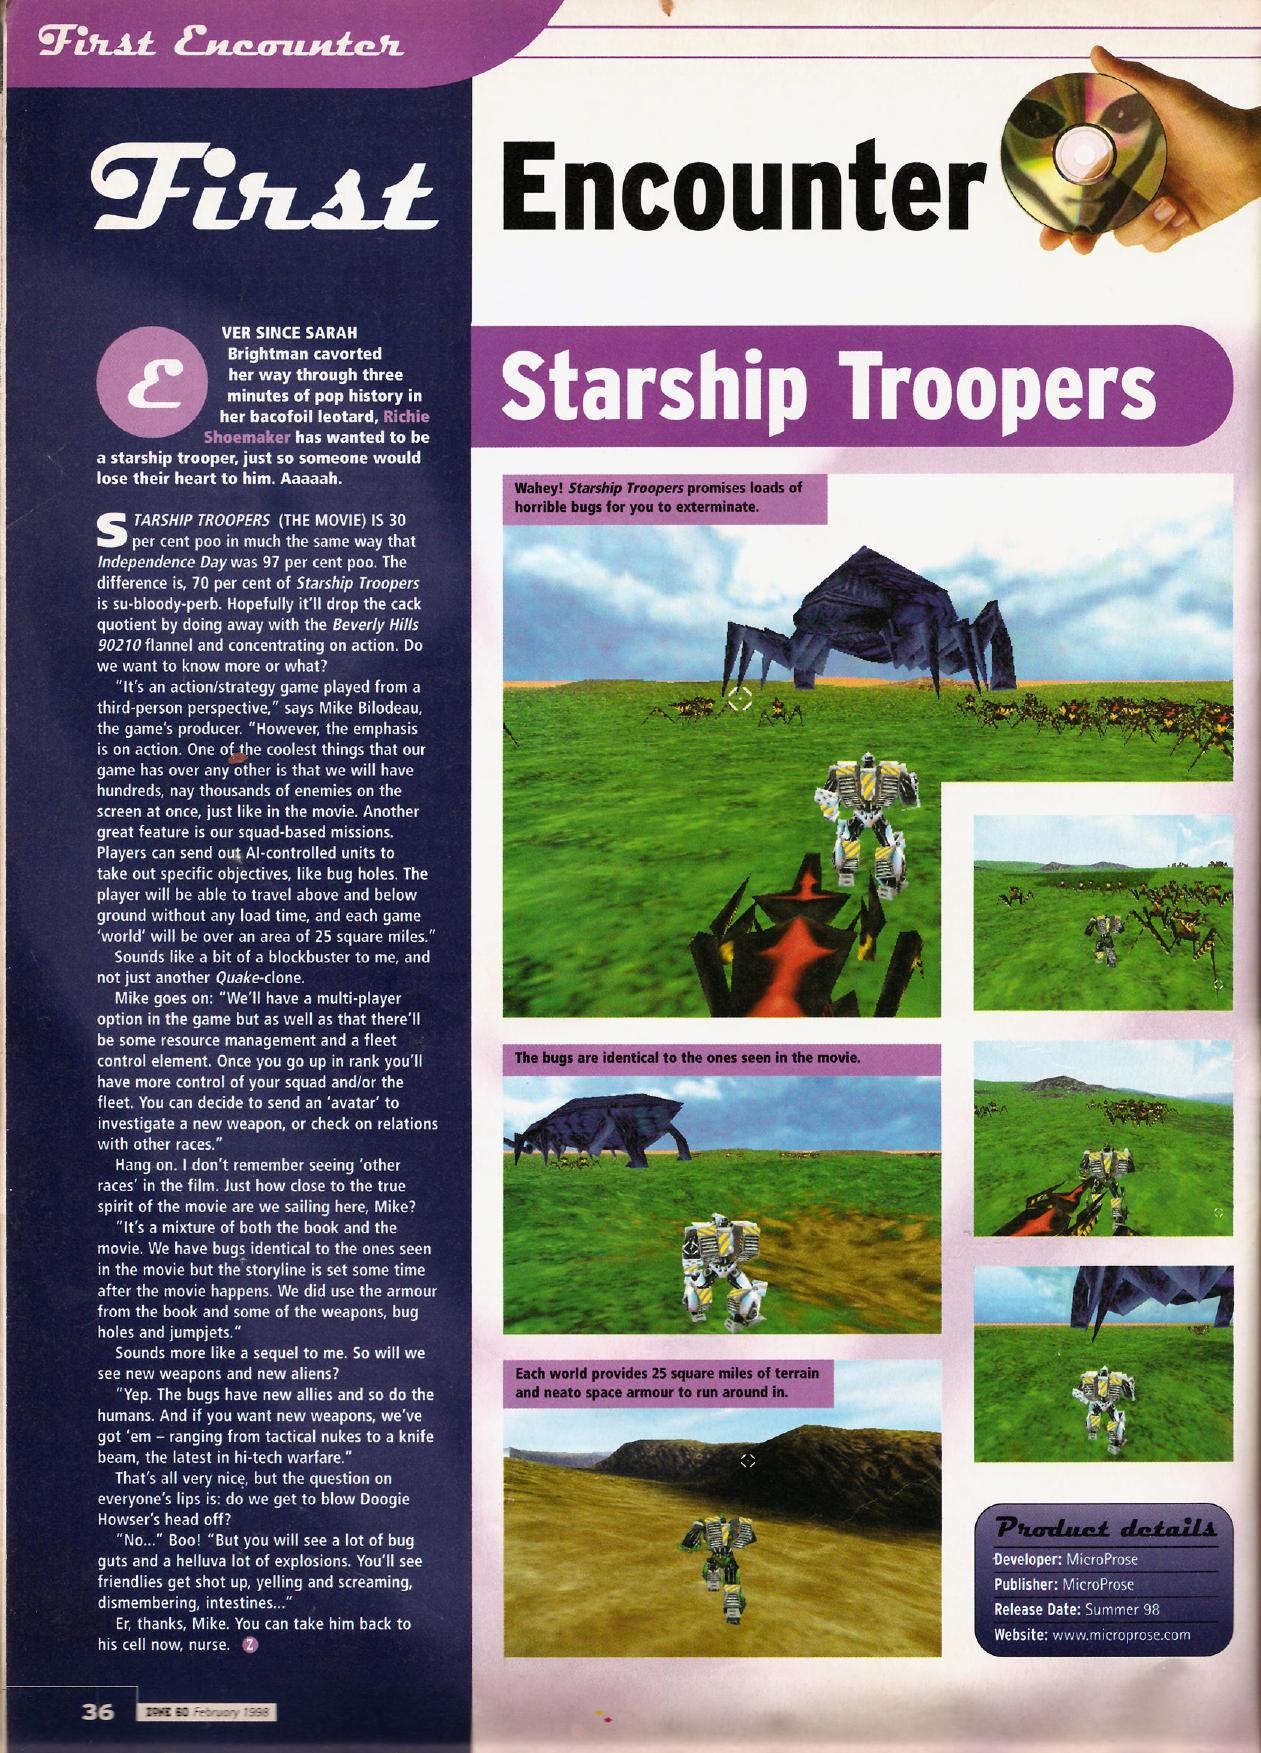 First Encounter
First Encounter
EVER SINCE SARAH
Brightman cavorted
her way through three
minutes of pop history in
her bacofoil leotard, Richie
Shoemaker has wanted to be
a starship trooper, just so someone would
lose their heart to him. Aaaaah.
STARSHIP TROOPERS (THE MOVIE) IS 30
per cent poo in much the same way that
Independence Day was 97 per cent poo. The
difference is, 70 per cent of Starship Troopers
is su-bloody-perb. Hopefully it'll drop the cack
quotient by doing away with the Beverly Hills
90210 flannel and concentrating on action. Do
we want to know more or what?
"It's an action/strategy game played from a
third-person perspective," says Mike Bilodeau,
the game's producer. "However, the emphasis
is on action. One of the coolest things that our
game has over any other is that we will have
hundreds, nay thousands of enemies on the
screen at once, just like in the movie. Another
great feature is our squad-based missions.
Players can send out AI-controlled units to
take out specific objectives, like bug holes. The
player will be able to travel above and below
ground without any load time, and each game
'world' will be over an area of 25 square miles."
Sounds like a bit of a blockbuster to me, and
not just another Quake-clone.
Mike goes on: "We'll have a multi-player
option in the game but as well as that there'll
be some resource management and a fleet
control element. Once you go up in rank you'll
have more control of your squad and/or the
fleet. You can decide to send an 'avatar' to
investigate a new weapon, or check on relations
with other races."
Hang on. I don't remember seeing 'other
races' in the film. Just how close to the true
spirit of the movie are we sailing here, Mike?
"It's a mixture of both the book and the
movie. We have bugs identical to the ones seen
in the movie but the storyline is set some time
after the movie happens. We did use the armour
from the book and some of the weapons, bug
holes and jumpjets."
Sounds more like a sequel to me. So will we
see new weapons and new aliens?
"Yep. The bugs have new allies and so do the
humans. And if you want new weapons, we've
got 'em – ranging from tactical nukes to a knife
beam, the latest in hi-tech warfare."
That's all very nice, but the question on
everyone's lips is: do we get to blow Doogie
Howser's head off?
"No..." Boo! "But you will see a lot of bug
guts and a helluva lot of explosions. You'll see
friendlies get shot up, yelling and screaming,
dismembering, intestines..."
Er, thanks, Mike. You can take him back to
his cell now, nurse. Z
Starship Troopers
Wahey! Starship Troopers promises loads of
horrible bugs for you to exterminate.
The bugs are identical to the ones seen in the movie.
Each world provides 25 square miles of terrain
and neato space armour to run around in.
Product details
Developer: MicroProse
Publisher: MicroProse
Release Date: Summer 98
Website: www.microprose.com
36 ZONE 60 February 1998